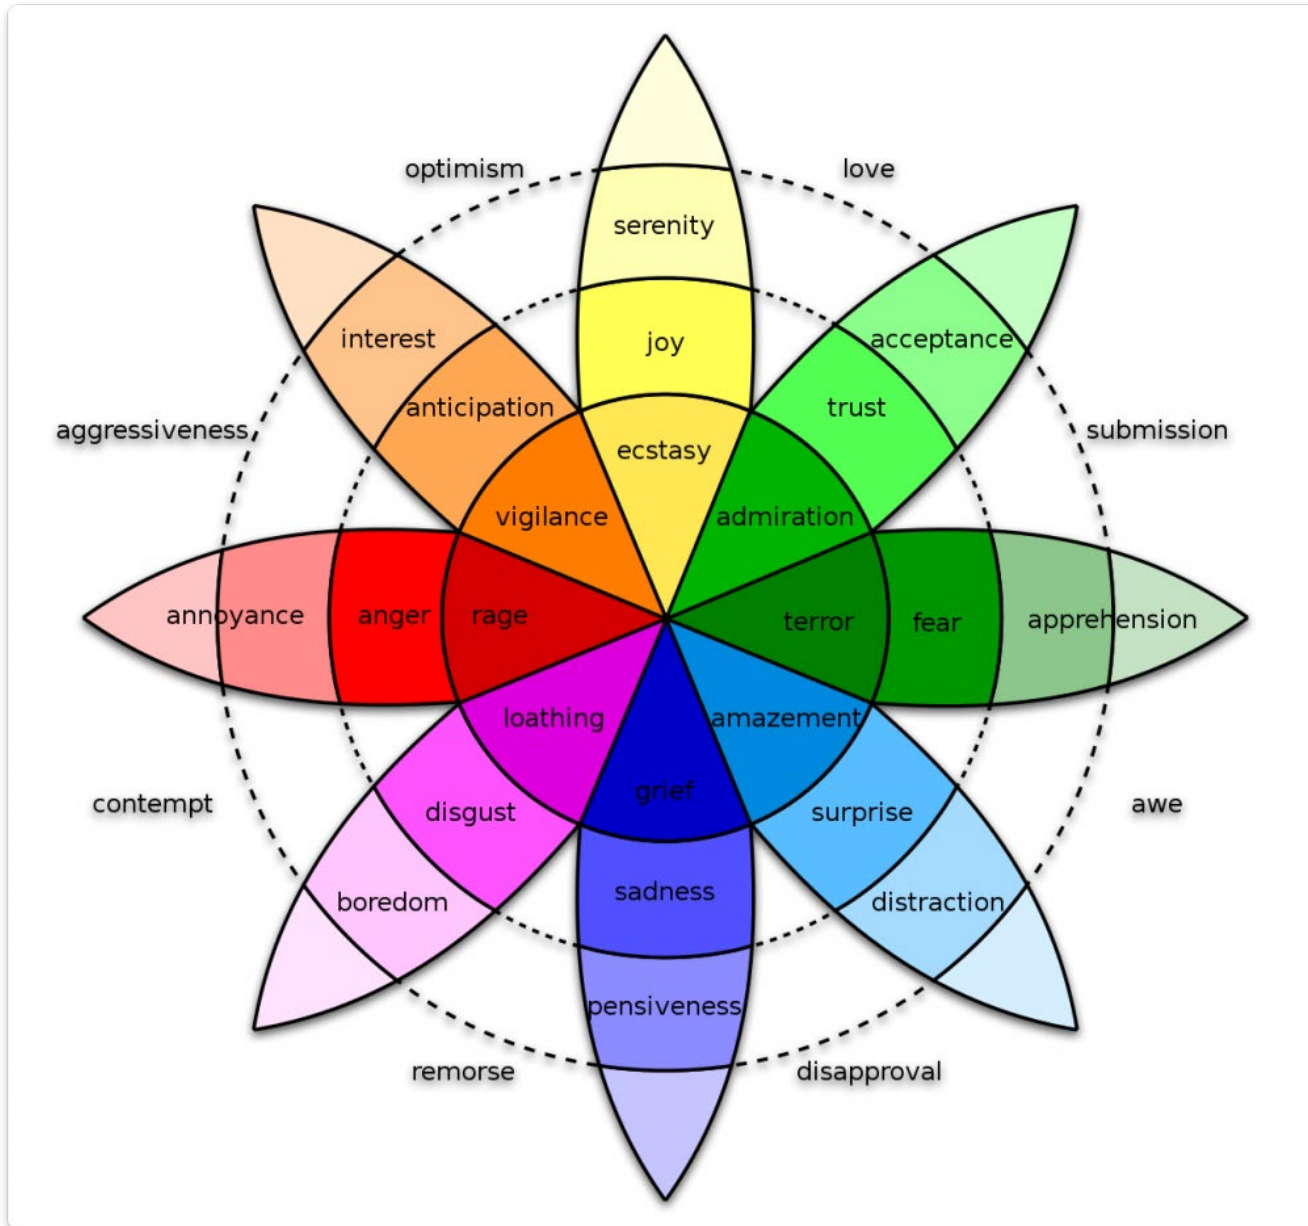 optimism
love
serenity
interest
joy
acceptance
anticipation
trust
aggressiveness
submission
ecstasy
vigilance
admiration
annoyance
anger
rage
terror
fear
apprehension
loathing
amazement
grief
contempt
awe
disgust
surprise
sadness
boredom
distraction
pensiveness
remorse
disapproval